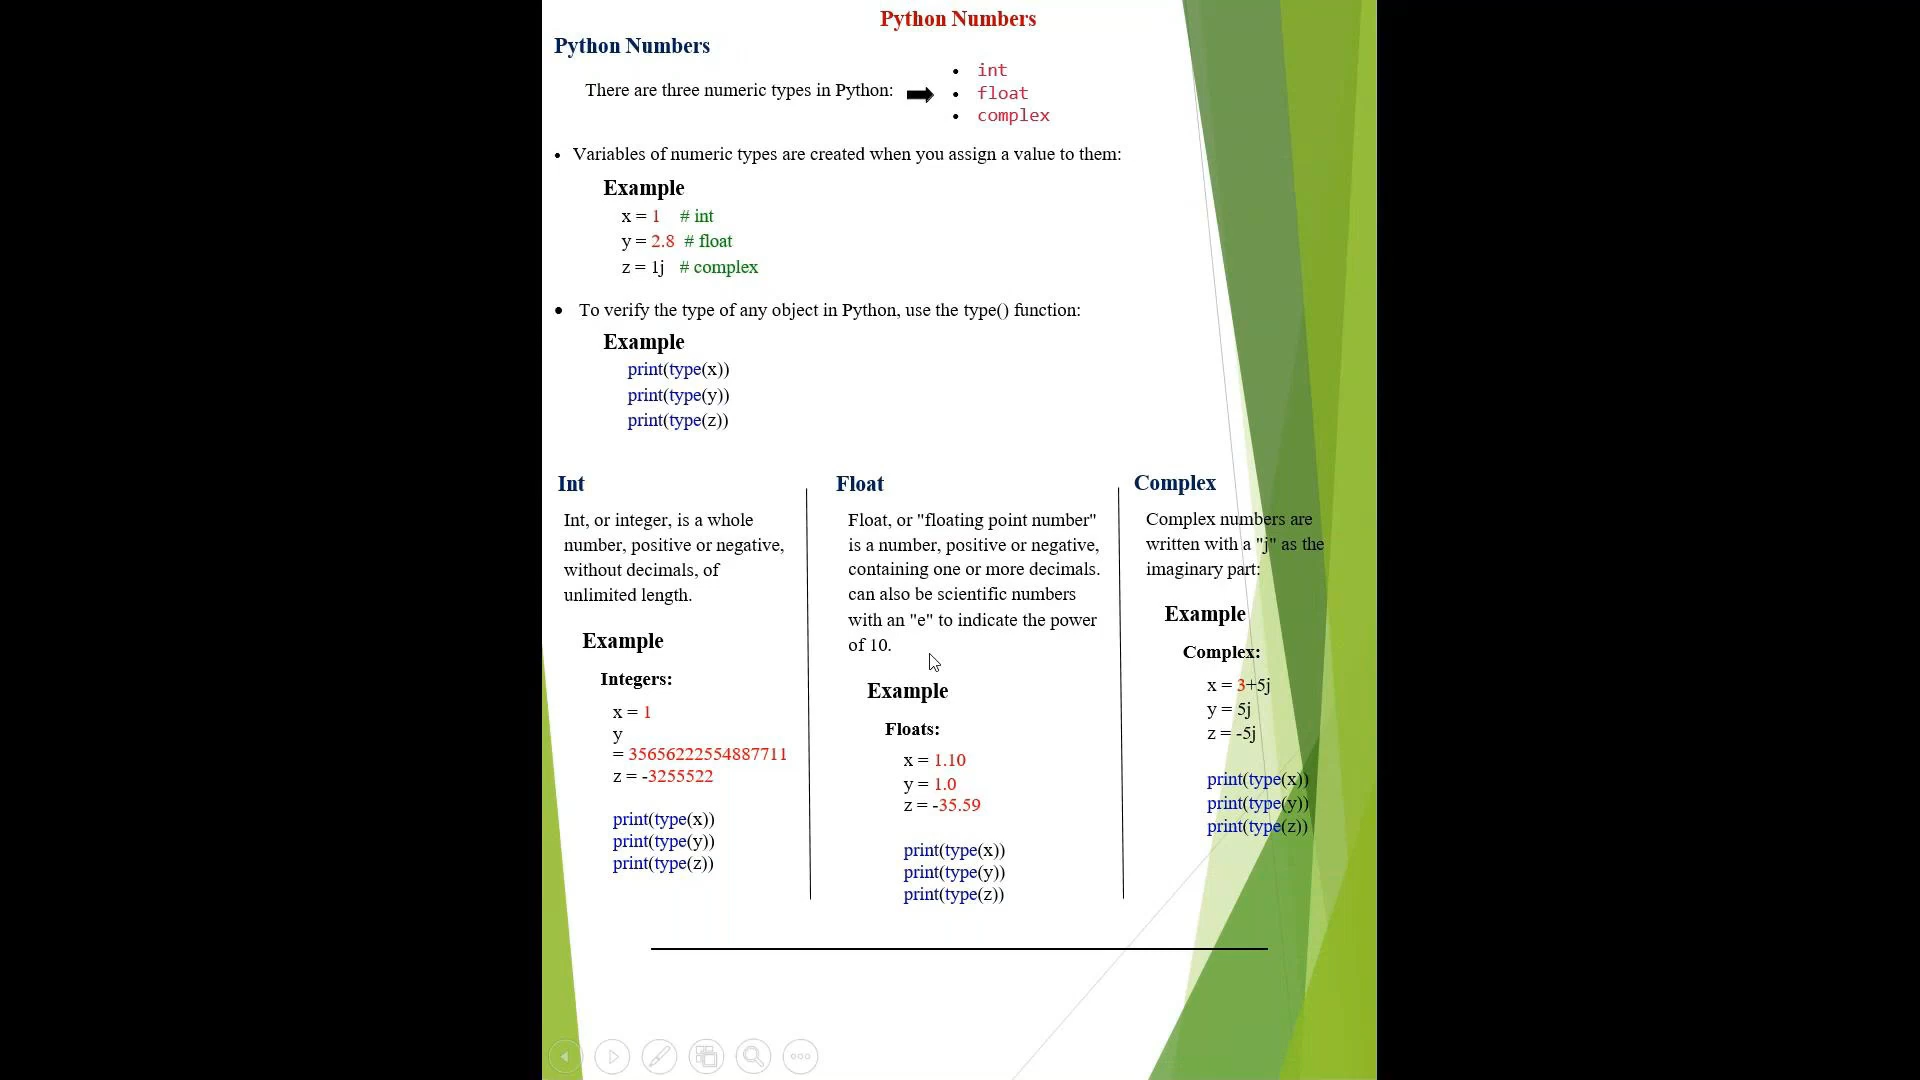 Python Numbers
Python Numbers
There are three numeric types in Python:
• int
• float
• complex
• Variables of numeric types are created when you assign a value to them:
Example
x = 1 # int
y = 2.8 # float
z = 1j # complex
• To verify the type of any object in Python, use the type() function:
Example
print(type(x))
print(type(y))
print(type(z))
Int
Int, or integer, is a whole
number, positive or negative,
without decimals, of
unlimited length.
Example
Integers:
x = 1
y
= 35656222554887711
z = -3255522
print(type(x))
print(type(y))
print(type(z))
Float
Float, or "floating point number"
is a number, positive or negative,
containing one or more decimals.
can also be scientific numbers
with an "e" to indicate the power
of 10.
Example
Floats:
x = 1.10
y = 1.0
z = -35.59
print(type(x))
print(type(y))
print(type(z))
Complex
Complex numbers are
written with a "j" as the
imaginary part:
Example
Complex:
x = 3+5j
y = 5j
z = -5j
print(type(x))
print(type(y))
print(type(z))